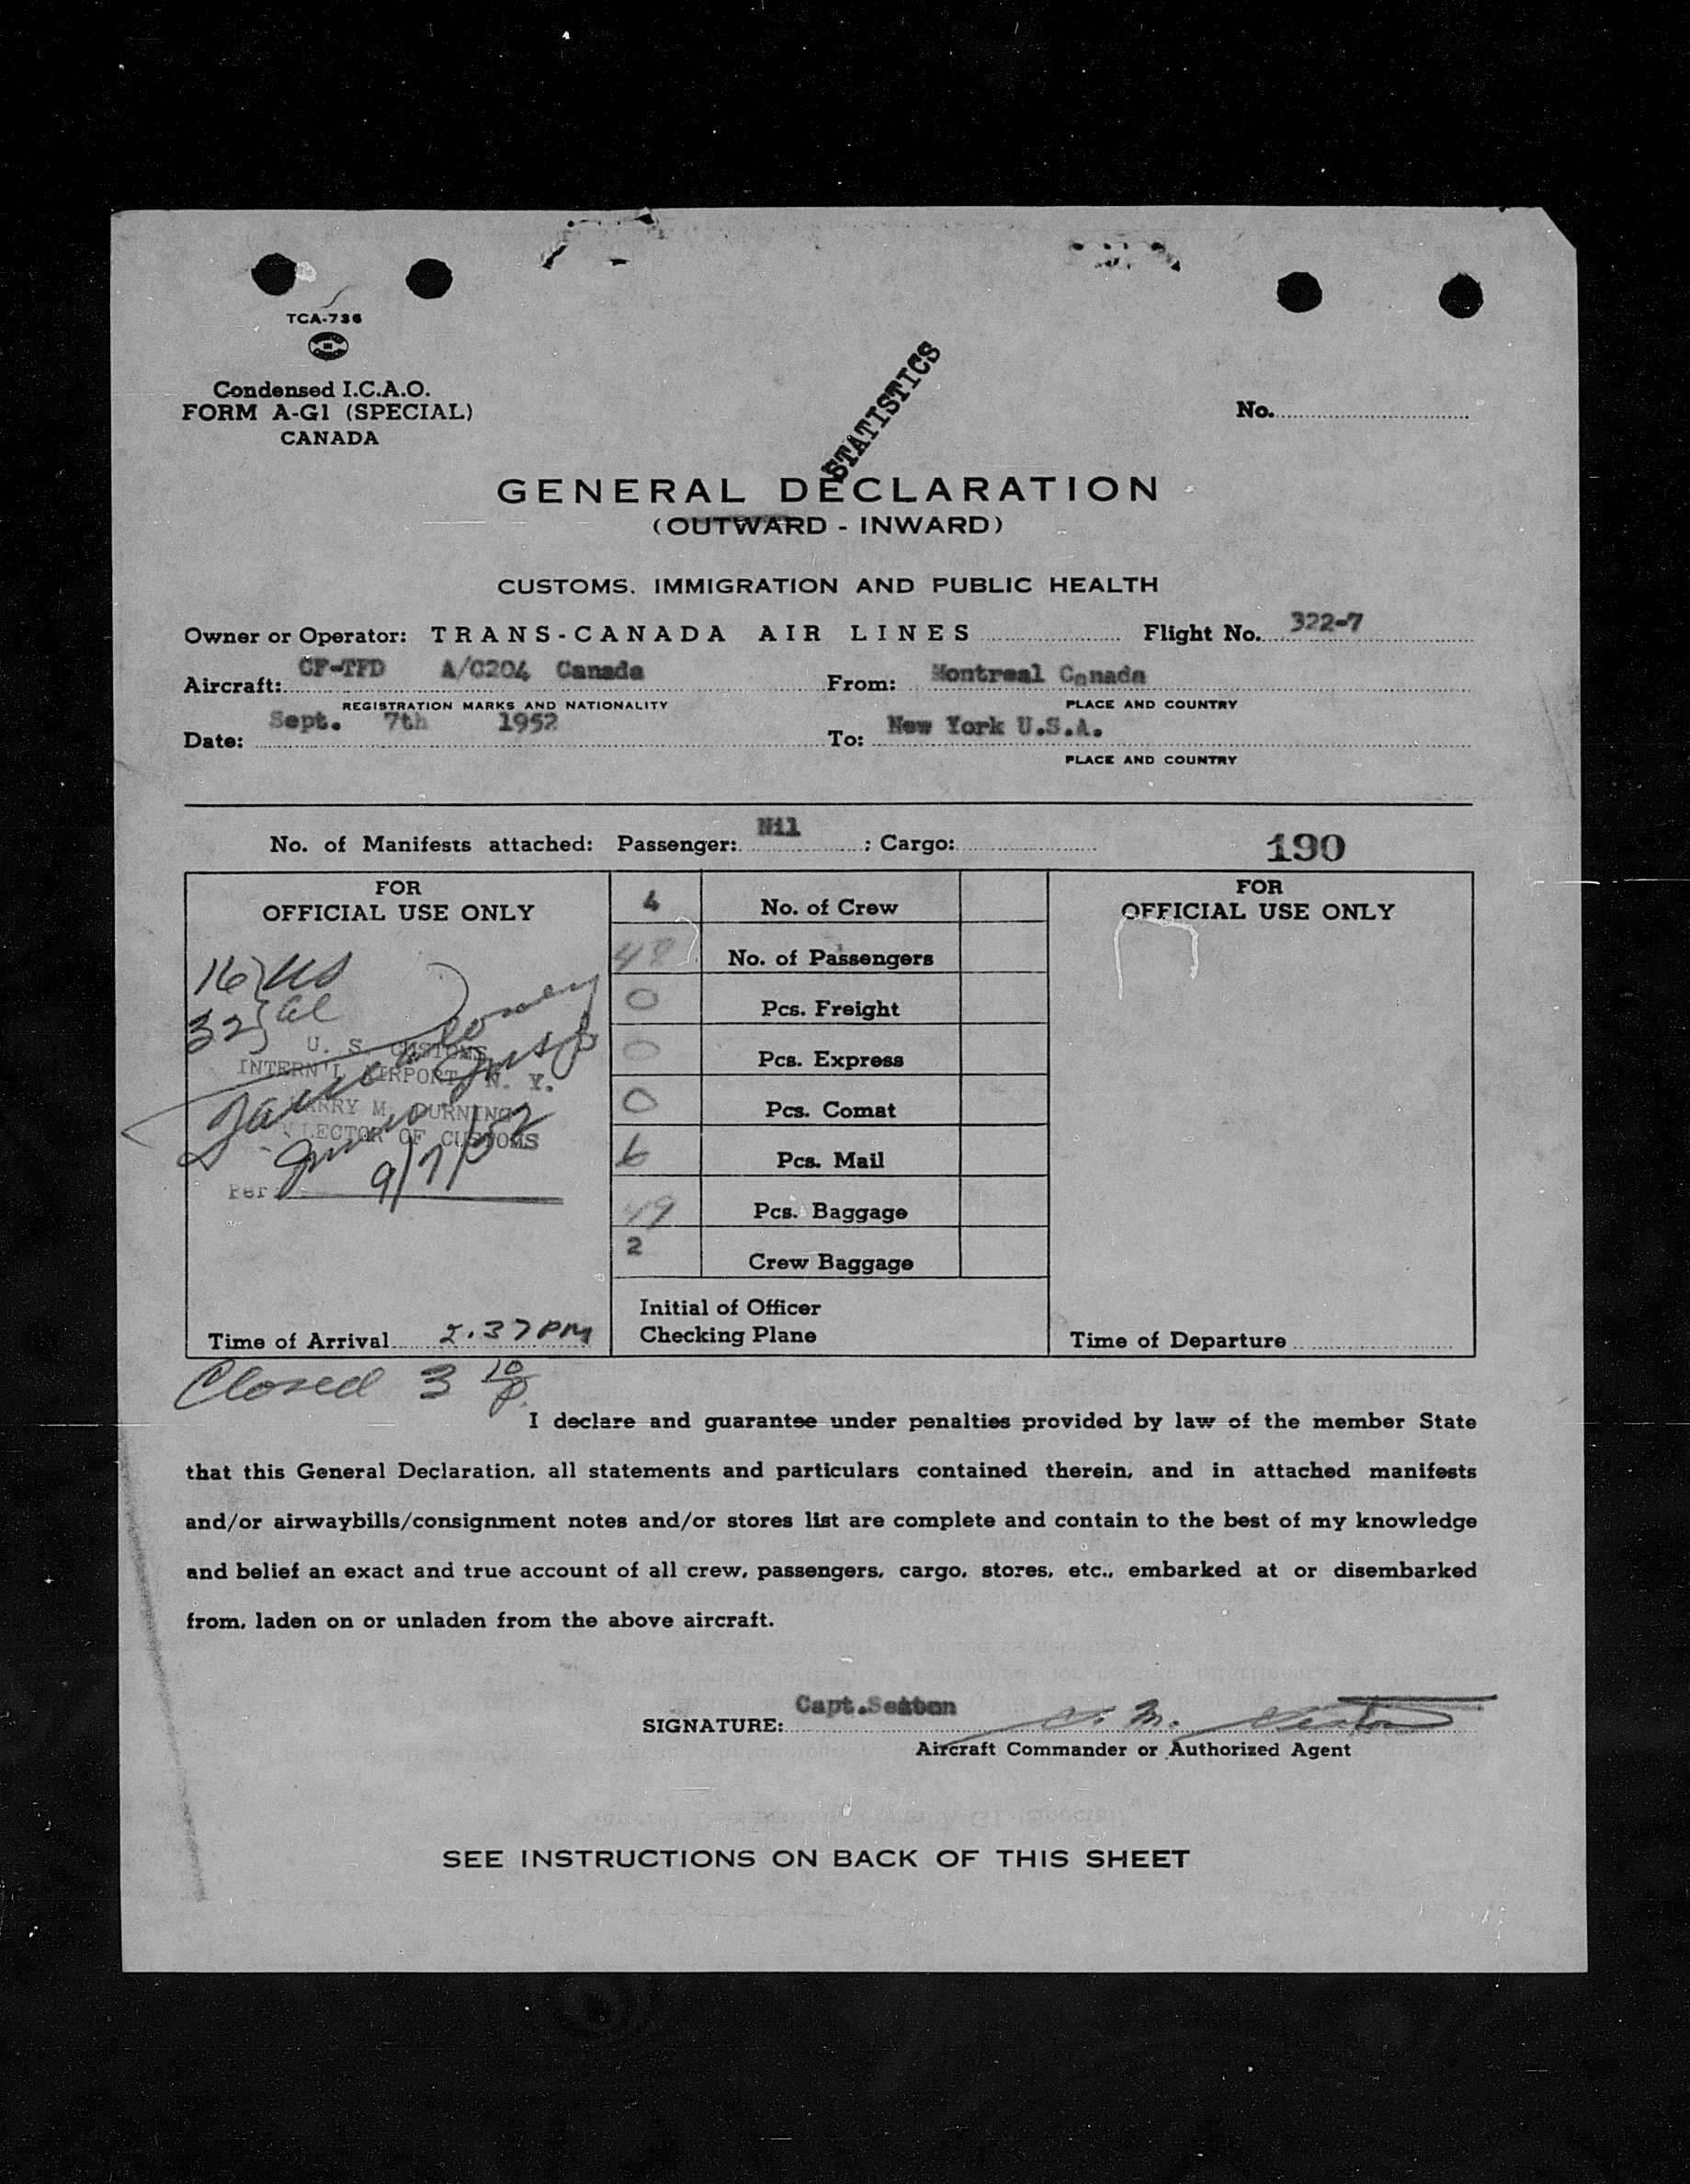 TCA-736
Condensed I.C.A.O.
FORM A-G1 (SPECIAL)
CANADA
No.
STATISTICS
GENERAL DECLARATION
(OUTWARD - INWARD)
CUSTOMS, IMMIGRATION AND PUBLIC HEALTH
Owner or Operator: TRANS-CANADA AIR LINES Flight No. 322-7
Aircraft: CF-TFD A/C204 Canada From: Montreal Canada
REGISTRATION MARKS AND NATIONALITY PLACE AND COUNTRY
Date: Sept. 7th 1952 To: New York U.S.A.
PLACE AND COUNTRY
No. of Manifests attached: Passenger: Nil ; Cargo: 190
FOR
OFFICIAL USE ONLY
16 } US
32 } al
U. S. CUSTOMS
INTERN'L AIRPORT, N. Y.
HARRY M. DURNING
COLLECTOR OF CUSTOMS
9/7/52
Per
Time of Arrival 2.37 PM
4 No. of Crew
48 No. of Passengers
0 Pcs. Freight
0 Pcs. Express
0 Pcs. Comat
6 Pcs. Mail
49 Pcs. Baggage
2 Crew Baggage
Initial of Officer
Checking Plane
FOR
OFFICIAL USE ONLY
Time of Departure
Closed 3 10 P.
I declare and guarantee under penalties provided by law of the member State
that this General Declaration, all statements and particulars contained therein, and in attached manifests
and/or airwaybills/consignment notes and/or stores list are complete and contain to the best of my knowledge
and belief an exact and true account of all crew, passengers, cargo, stores, etc., embarked at or disembarked
from, laden on or unladen from the above aircraft.
SIGNATURE: Capt.Seaton
Aircraft Commander or Authorized Agent
SEE INSTRUCTIONS ON BACK OF THIS SHEET